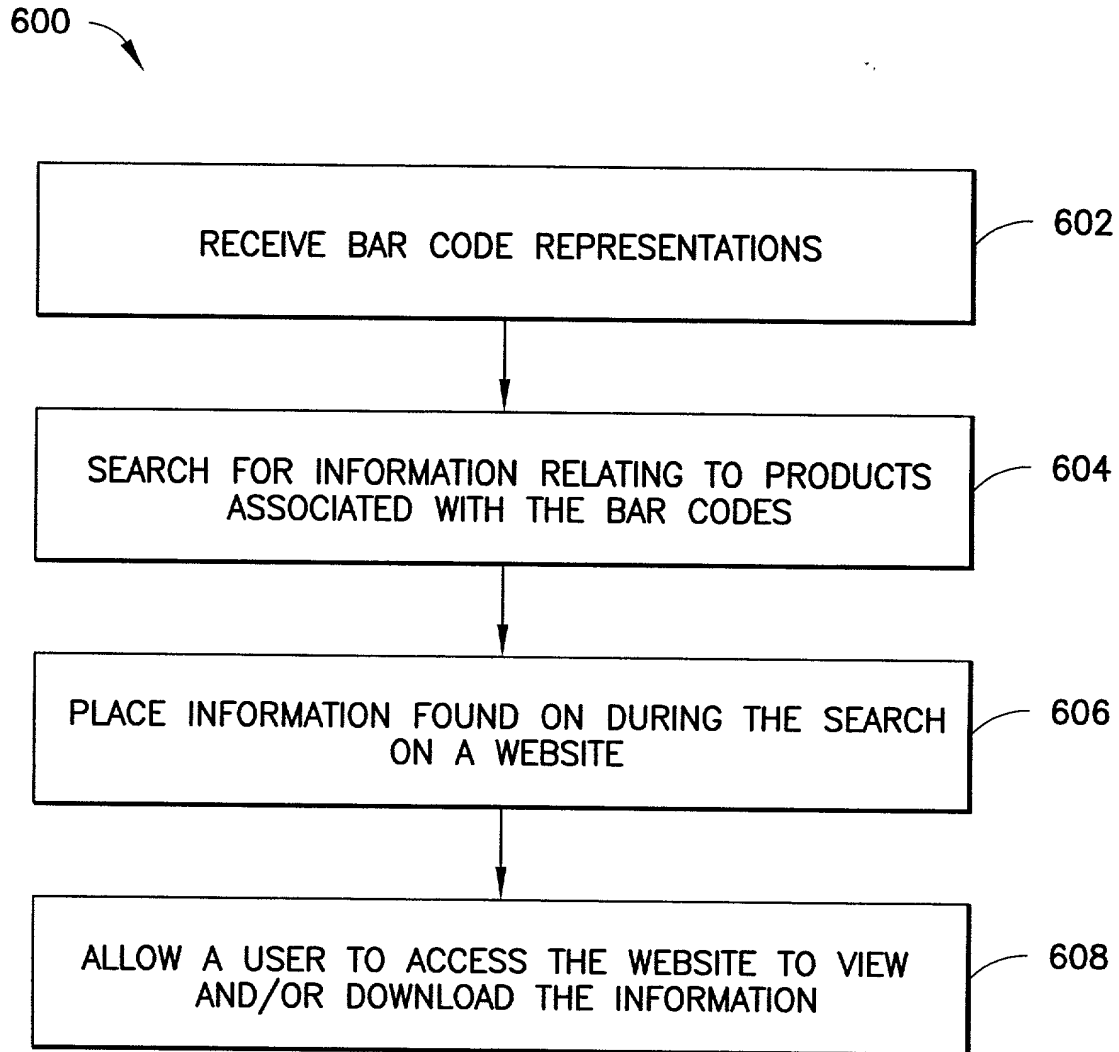 600
RECEIVE BAR CODE REPRESENTATIONS
602
SEARCH FOR INFORMATION RELATING TO PRODUCTS
ASSOCIATED WITH THE BAR CODES
604
PLACE INFORMATION FOUND ON DURING THE SEARCH
ON A WEBSITE
606
ALLOW A USER TO ACCESS THE WEBSITE TO VIEW
AND/OR DOWNLOAD THE INFORMATION
608